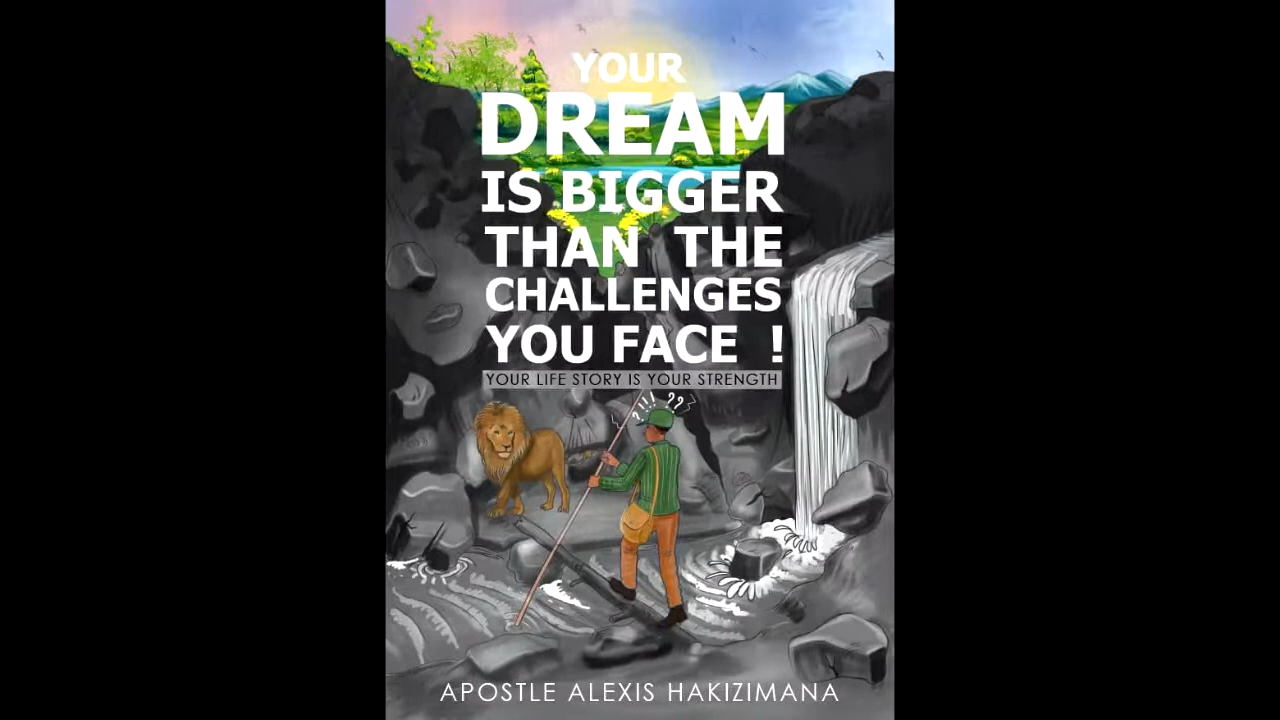 YOUR
DREAM
IS BIGGER
THAN THE
CHALLENGES
YOU FACE !
YOUR LIFE STORY IS YOUR STRENGTH
?!!! ??
APOSTLE ALEXIS HAKIZIMANA